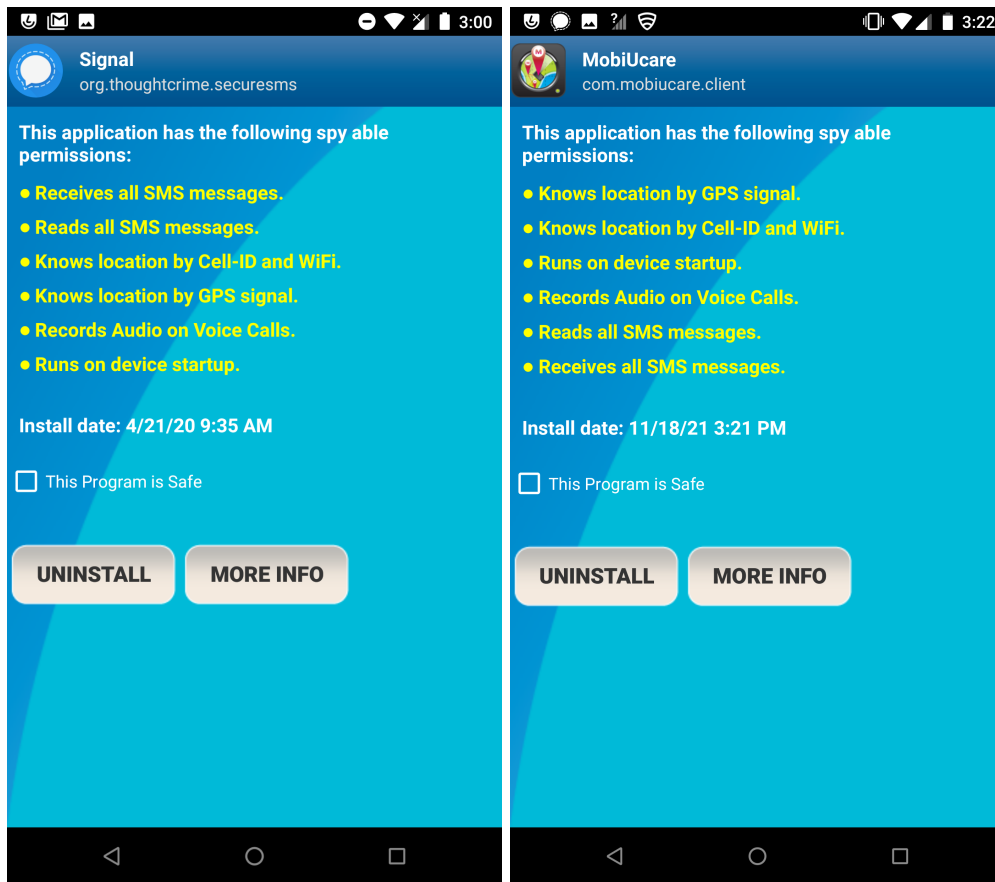 3:00
Signal
org.thoughtcrime.securesms
This application has the following spy able
permissions:
● Receives all SMS messages.
● Reads all SMS messages.
● Knows location by Cell-ID and WiFi.
● Knows location by GPS signal.
● Records Audio on Voice Calls.
● Runs on device startup.
Install date: 4/21/20 9:35 AM
This Program is Safe
UNINSTALL
MORE INFO
3:22
MobiUcare
com.mobiucare.client
This application has the following spy able
permissions:
● Knows location by GPS signal.
● Knows location by Cell-ID and WiFi.
● Runs on device startup.
● Records Audio on Voice Calls.
● Reads all SMS messages.
● Receives all SMS messages.
Install date: 11/18/21 3:21 PM
This Program is Safe
UNINSTALL
MORE INFO